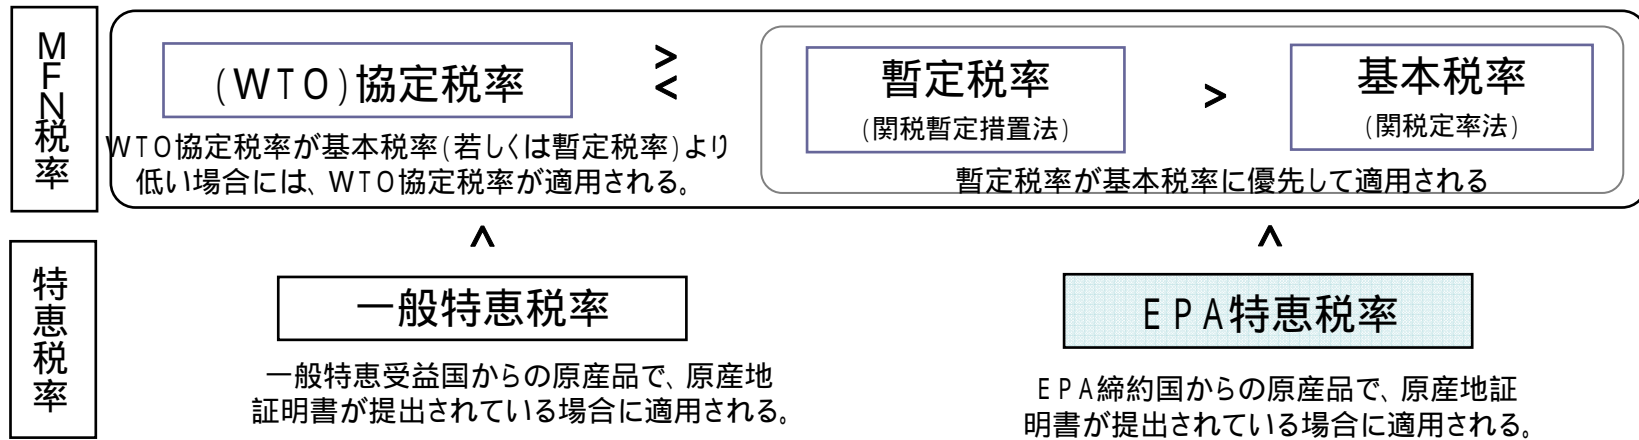 MFN税率
(WTO)協定税率
>
<
暫定税率
(関税暫定措置法)
>
基本税率
(関税定率法)
WTO協定税率が基本税率(若しくは暫定税率)より
低い場合には、WTO協定税率が適用される。
暫定税率が基本税率に優先して適用される
特恵税率
∧
一般特恵税率
一般特恵受益国からの原産品で、原産地
証明書が提出されている場合に適用される。
∧
EPA特恵税率
EPA締約国からの原産品で、原産地証
明書が提出されている場合に適用される。